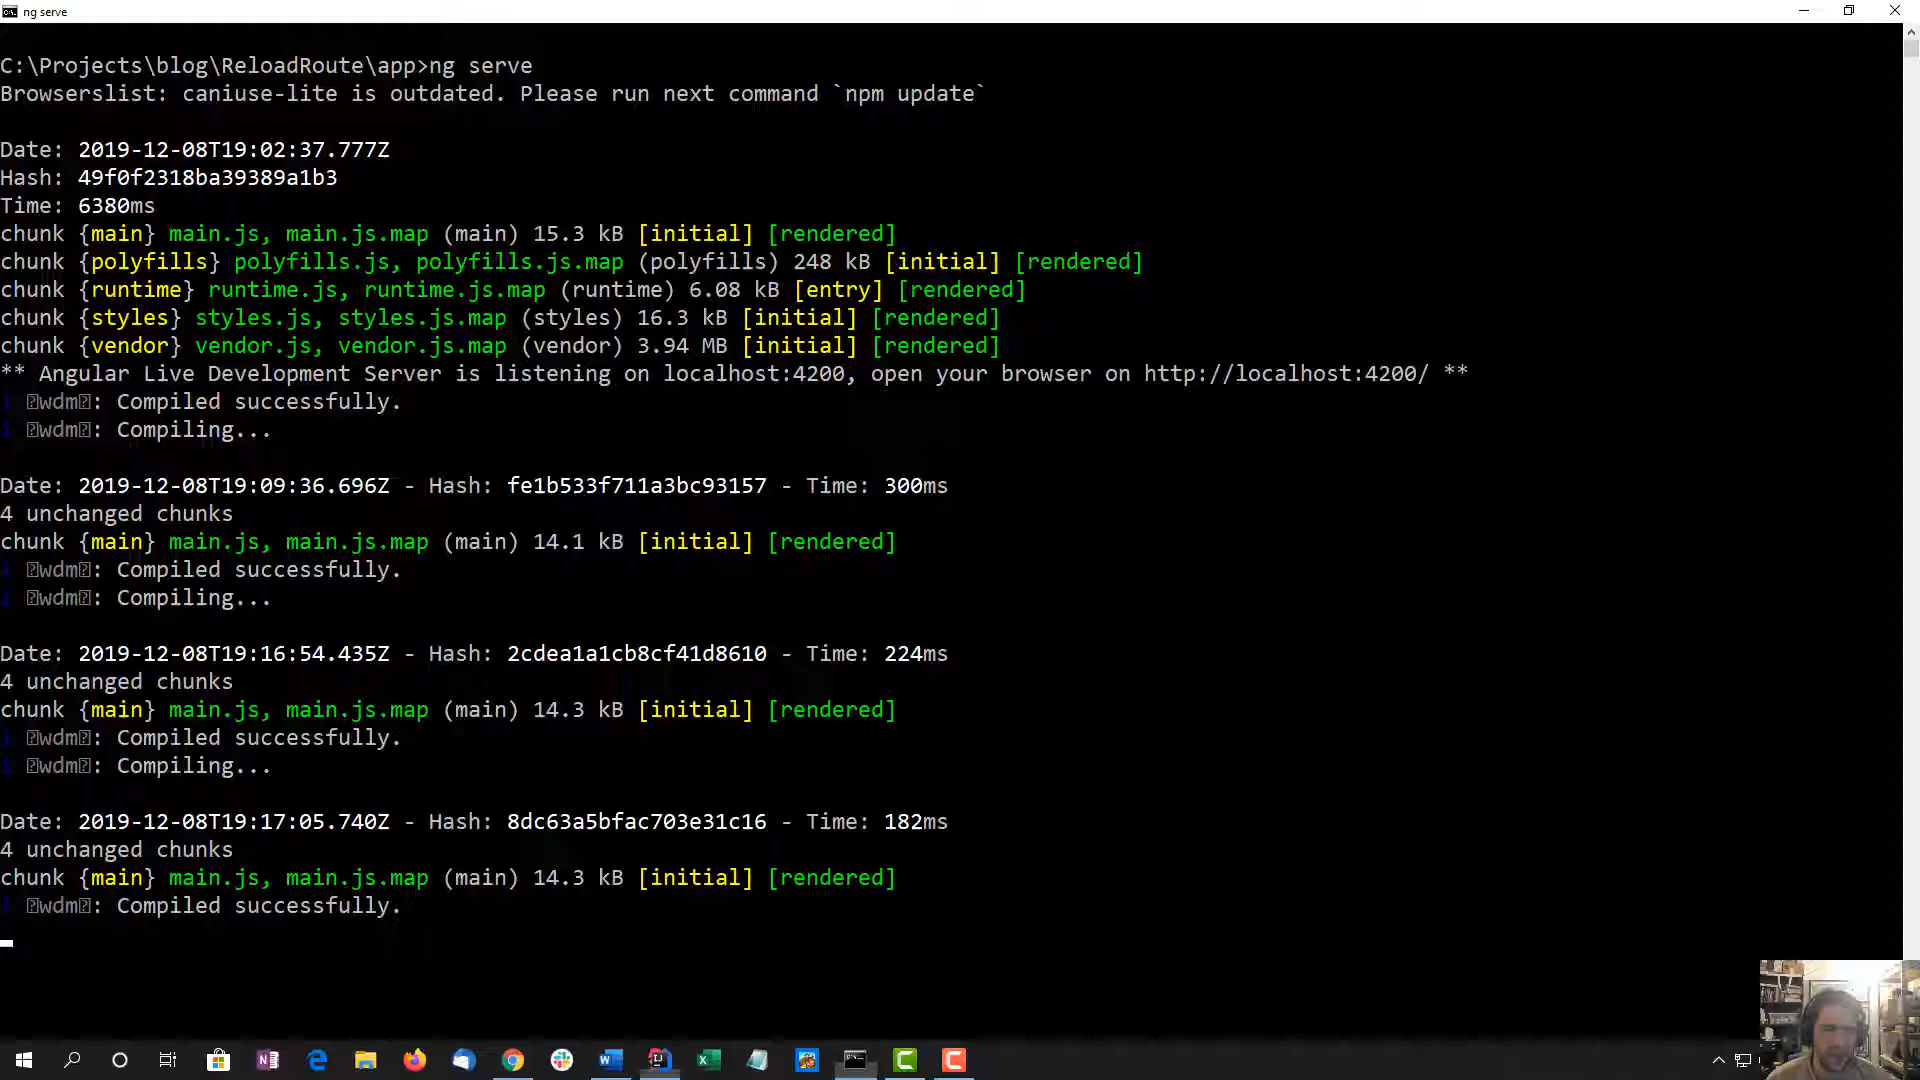 ng serve
C:\Projects\blog\ReloadRoute\app>ng serve
Browserslist: caniuse-lite is outdated. Please run next command `npm update`
Date: 2019-12-08T19:02:37.777Z
Hash: 49f0f2318ba39389a1b3
Time: 6380ms
chunk {main} main.js, main.js.map (main) 15.3 kB [initial] [rendered]
chunk {polyfills} polyfills.js, polyfills.js.map (polyfills) 248 kB [initial] [rendered]
chunk {runtime} runtime.js, runtime.js.map (runtime) 6.08 kB [entry] [rendered]
chunk {styles} styles.js, styles.js.map (styles) 16.3 kB [initial] [rendered]
chunk {vendor} vendor.js, vendor.js.map (vendor) 3.94 MB [initial] [rendered]
** Angular Live Development Server is listening on localhost:4200, open your browser on http://localhost:4200/ **
i ⍰wdm⍰: Compiled successfully.
i ⍰wdm⍰: Compiling...
Date: 2019-12-08T19:09:36.696Z - Hash: fe1b533f711a3bc93157 - Time: 300ms
4 unchanged chunks
chunk {main} main.js, main.js.map (main) 14.1 kB [initial] [rendered]
i ⍰wdm⍰: Compiled successfully.
i ⍰wdm⍰: Compiling...
Date: 2019-12-08T19:16:54.435Z - Hash: 2cdea1a1cb8cf41d8610 - Time: 224ms
4 unchanged chunks
chunk {main} main.js, main.js.map (main) 14.3 kB [initial] [rendered]
i ⍰wdm⍰: Compiled successfully.
i ⍰wdm⍰: Compiling...
Date: 2019-12-08T19:17:05.740Z - Hash: 8dc63a5bfac703e31c16 - Time: 182ms
4 unchanged chunks
chunk {main} main.js, main.js.map (main) 14.3 kB [initial] [rendered]
i ⍰wdm⍰: Compiled successfully.